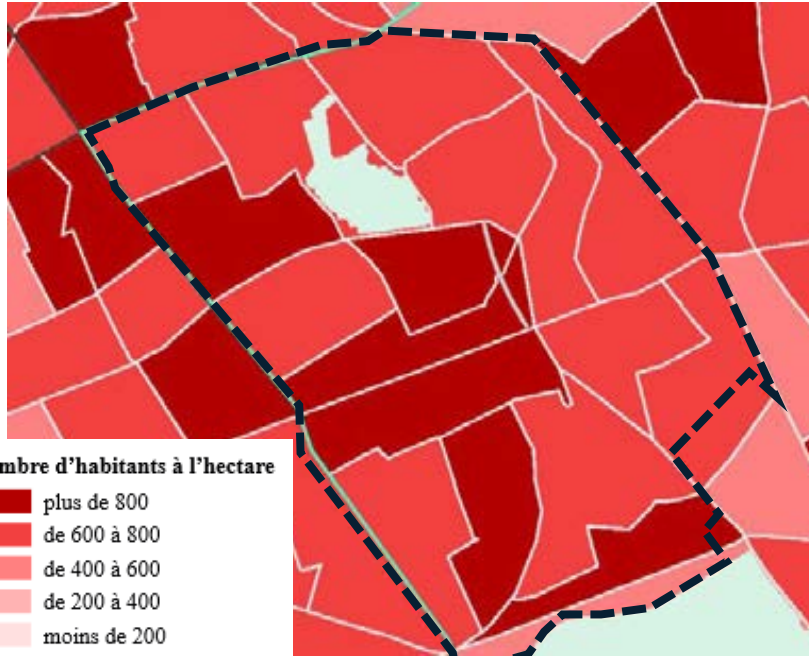 mbre d'habitants à l'hectare
plus de 800
de 600 à 800
de 400 à 600
de 200 à 400
moins de 200